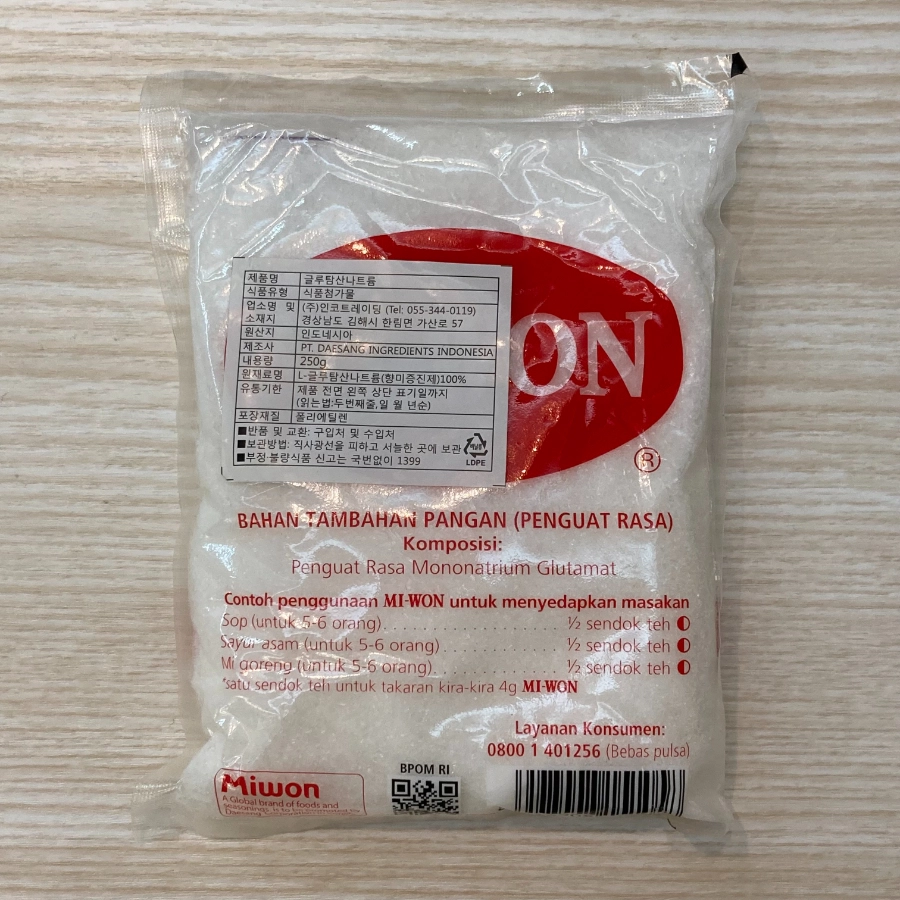 제품명 글루탐산나트륨
식품유형 식품첨가물
업소명 및 소재지 (주)인코트레이딩 (Tel: 055-344-0119)
경상남도 김해시 한림면 가산로 57
원산지 인도네시아
제조사 PT. DAESANG INGREDIENTS INDONESIA
내용량 250g
원재료명 L-글루탐산나트륨(향미증진제)100%
유통기한 제품 전면 왼쪽 상단 표기일까지
(읽는법:두번째줄,일 월 년순)
포장재질 폴리에틸렌
■반품 및 교환: 구입처 및 수입처
■보관방법: 직사광선을 피하고 서늘한 곳에 보관
■부정·불량식품 신고는 국번없이 1399
비닐류
LDPE
WON
®
BAHAN TAMBAHAN PANGAN (PENGUAT RASA)
Komposisi:
Penguat Rasa Mononatrium Glutamat
Contoh penggunaan MI-WON untuk menyedapkan masakan
Sop (untuk 5-6 orang) ½ sendok teh
Sayur asam (untuk 5-6 orang) ½ sendok teh
Mi goreng (untuk 5-6 orang) ½ sendok teh
*satu sendok teh untuk takaran kira-kira 4g MI-WON
Layanan Konsumen:
0800 1 401256 (Bebas pulsa)
BPOM RI
Miwon
A Global brand of foods and
seasonings, is to be
Daesang Corporation